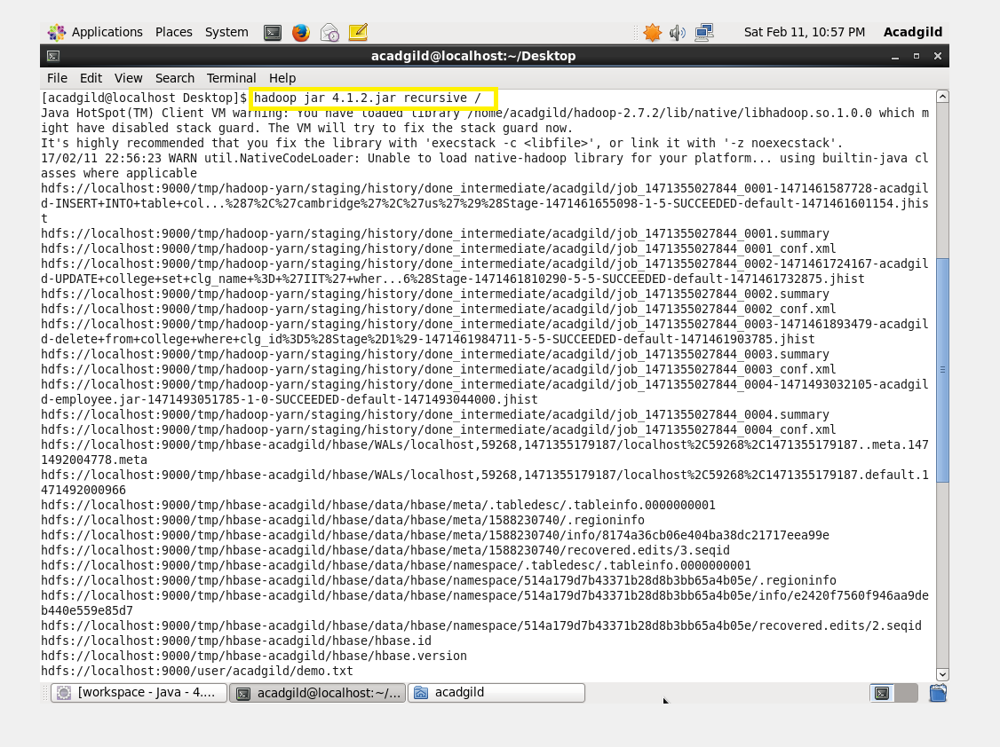 Applications Places System Sat Feb 11, 10:57 PM Acadgild
acadgild@localhost:~/Desktop
File Edit View Search Terminal Help
[acadgild@localhost Desktop]$ hadoop jar 4.1.2.jar recursive /
Java HotSpot(TM) Client VM warning: You have loaded library /home/acadgild/hadoop-2.7.2/lib/native/libhadoop.so.1.0.0 which m
ight have disabled stack guard. The VM will try to fix the stack guard now.
It's highly recommended that you fix the library with 'execstack -c <libfile>', or link it with '-z noexecstack'.
17/02/11 22:56:23 WARN util.NativeCodeLoader: Unable to load native-hadoop library for your platform... using builtin-java cl
asses where applicable
hdfs://localhost:9000/tmp/hadoop-yarn/staging/history/done_intermediate/acadgild/job_1471355027844_0001-1471461587728-acadgil
d-INSERT+INTO+table+col...%287%2C%27cambridge%27%2C%27us%27%29%28Stage-1471461655098-1-5-SUCCEEDED-default-1471461601154.jhis
t
hdfs://localhost:9000/tmp/hadoop-yarn/staging/history/done_intermediate/acadgild/job_1471355027844_0001.summary
hdfs://localhost:9000/tmp/hadoop-yarn/staging/history/done_intermediate/acadgild/job_1471355027844_0001_conf.xml
hdfs://localhost:9000/tmp/hadoop-yarn/staging/history/done_intermediate/acadgild/job_1471355027844_0002-1471461724167-acadgil
d-UPDATE+college+set+clg_name+%3D+%27IIT%27+wher...6%28Stage-1471461810290-5-5-SUCCEEDED-default-1471461732875.jhist
hdfs://localhost:9000/tmp/hadoop-yarn/staging/history/done_intermediate/acadgild/job_1471355027844_0002.summary
hdfs://localhost:9000/tmp/hadoop-yarn/staging/history/done_intermediate/acadgild/job_1471355027844_0002_conf.xml
hdfs://localhost:9000/tmp/hadoop-yarn/staging/history/done_intermediate/acadgild/job_1471355027844_0003-1471461893479-acadgil
d-delete+from+college+where+clg_id%3D5%28Stage%2D1%29-1471461984711-5-5-SUCCEEDED-default-1471461903785.jhist
hdfs://localhost:9000/tmp/hadoop-yarn/staging/history/done_intermediate/acadgild/job_1471355027844_0003.summary
hdfs://localhost:9000/tmp/hadoop-yarn/staging/history/done_intermediate/acadgild/job_1471355027844_0003_conf.xml
hdfs://localhost:9000/tmp/hadoop-yarn/staging/history/done_intermediate/acadgild/job_1471355027844_0004-1471493032105-acadgil
d-employee.jar-1471493051785-1-0-SUCCEEDED-default-1471493044000.jhist
hdfs://localhost:9000/tmp/hadoop-yarn/staging/history/done_intermediate/acadgild/job_1471355027844_0004.summary
hdfs://localhost:9000/tmp/hadoop-yarn/staging/history/done_intermediate/acadgild/job_1471355027844_0004_conf.xml
hdfs://localhost:9000/tmp/hbase-acadgild/hbase/WALs/localhost,59268,1471355179187/localhost%2C59268%2C1471355179187..meta.147
1492004778.meta
hdfs://localhost:9000/tmp/hbase-acadgild/hbase/WALs/localhost,59268,1471355179187/localhost%2C59268%2C1471355179187.default.1
471492000966
hdfs://localhost:9000/tmp/hbase-acadgild/hbase/data/hbase/meta/.tabledesc/.tableinfo.0000000001
hdfs://localhost:9000/tmp/hbase-acadgild/hbase/data/hbase/meta/1588230740/.regioninfo
hdfs://localhost:9000/tmp/hbase-acadgild/hbase/data/hbase/meta/1588230740/info/8174a36cb06e404ba38dc21717eea99e
hdfs://localhost:9000/tmp/hbase-acadgild/hbase/data/hbase/meta/1588230740/recovered.edits/3.seqid
hdfs://localhost:9000/tmp/hbase-acadgild/hbase/data/hbase/namespace/.tabledesc/.tableinfo.0000000001
hdfs://localhost:9000/tmp/hbase-acadgild/hbase/data/hbase/namespace/514a179d7b43371b28d8b3bb65a4b05e/.regioninfo
hdfs://localhost:9000/tmp/hbase-acadgild/hbase/data/hbase/namespace/514a179d7b43371b28d8b3bb65a4b05e/info/e2420f7560f946aa9de
b440e559e85d7
hdfs://localhost:9000/tmp/hbase-acadgild/hbase/data/hbase/namespace/514a179d7b43371b28d8b3bb65a4b05e/recovered.edits/2.seqid
hdfs://localhost:9000/tmp/hbase-acadgild/hbase/hbase.id
hdfs://localhost:9000/tmp/hbase-acadgild/hbase/hbase.version
hdfs://localhost:9000/user/acadgild/demo.txt
[workspace - Java - 4.... acadgild@localhost:~/... acadgild